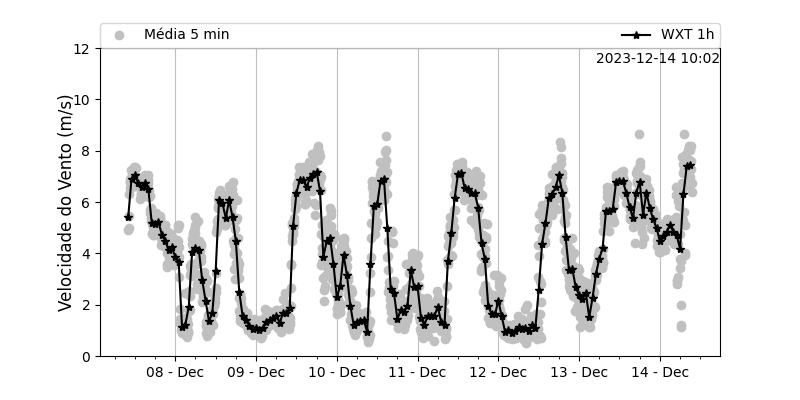 Média 5 min
WXT 1h
2023-12-14 10:02
Velocidade do Vento (m/s)
12
10
8
6
4
2
0
08 - Dec 09 - Dec 10 - Dec 11 - Dec 12 - Dec 13 - Dec 14 - Dec